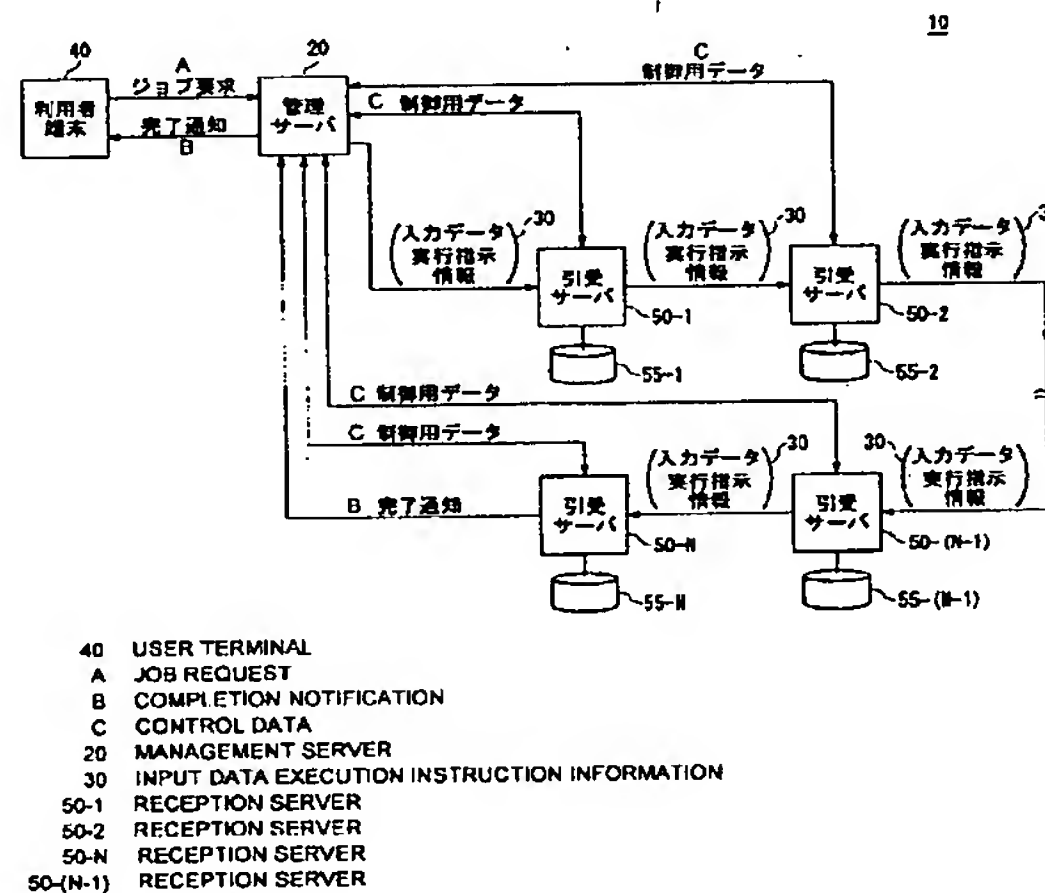 10
40
A
ジョブ要求
20
C
制御用データ
利用者
端末
管理
サーバ
C 制御用データ
完了通知
B
入力データ
実行指示
情報
30
引受
サーバ
50-1
55-1
入力データ
実行指示
情報
30
引受
サーバ
50-2
55-2
入力データ
実行指示
情報
C 制御用データ
C 制御用データ
B 完了通知
引受
サーバ
50-N
55-N
入力データ
実行指示
情報
30
引受
サーバ
50-(N-1)
55-(N-1)
30
入力データ
実行指示
情報
40 USER TERMINAL
A JOB REQUEST
B COMPLETION NOTIFICATION
C CONTROL DATA
20 MANAGEMENT SERVER
30 INPUT DATA EXECUTION INSTRUCTION INFORMATION
50-1 RECEPTION SERVER
50-2 RECEPTION SERVER
50-N RECEPTION SERVER
50-(N-1) RECEPTION SERVER